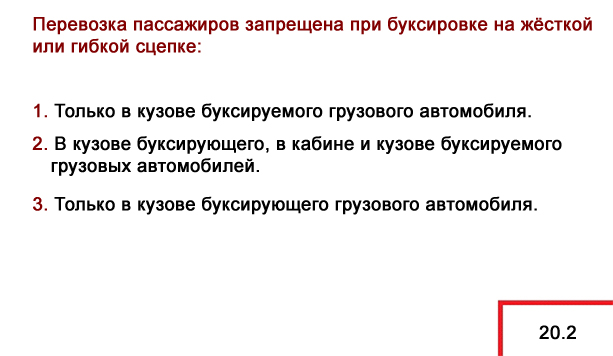 Перевозка пассажиров запрещена при буксировке на жёсткой
или гибкой сцепке:
1. Только в кузове буксируемого грузового автомобиля.
2. В кузове буксирующего, в кабине и кузове буксируемого
грузовых автомобилей.
3. Только в кузове буксирующего грузового автомобиля.
20.2